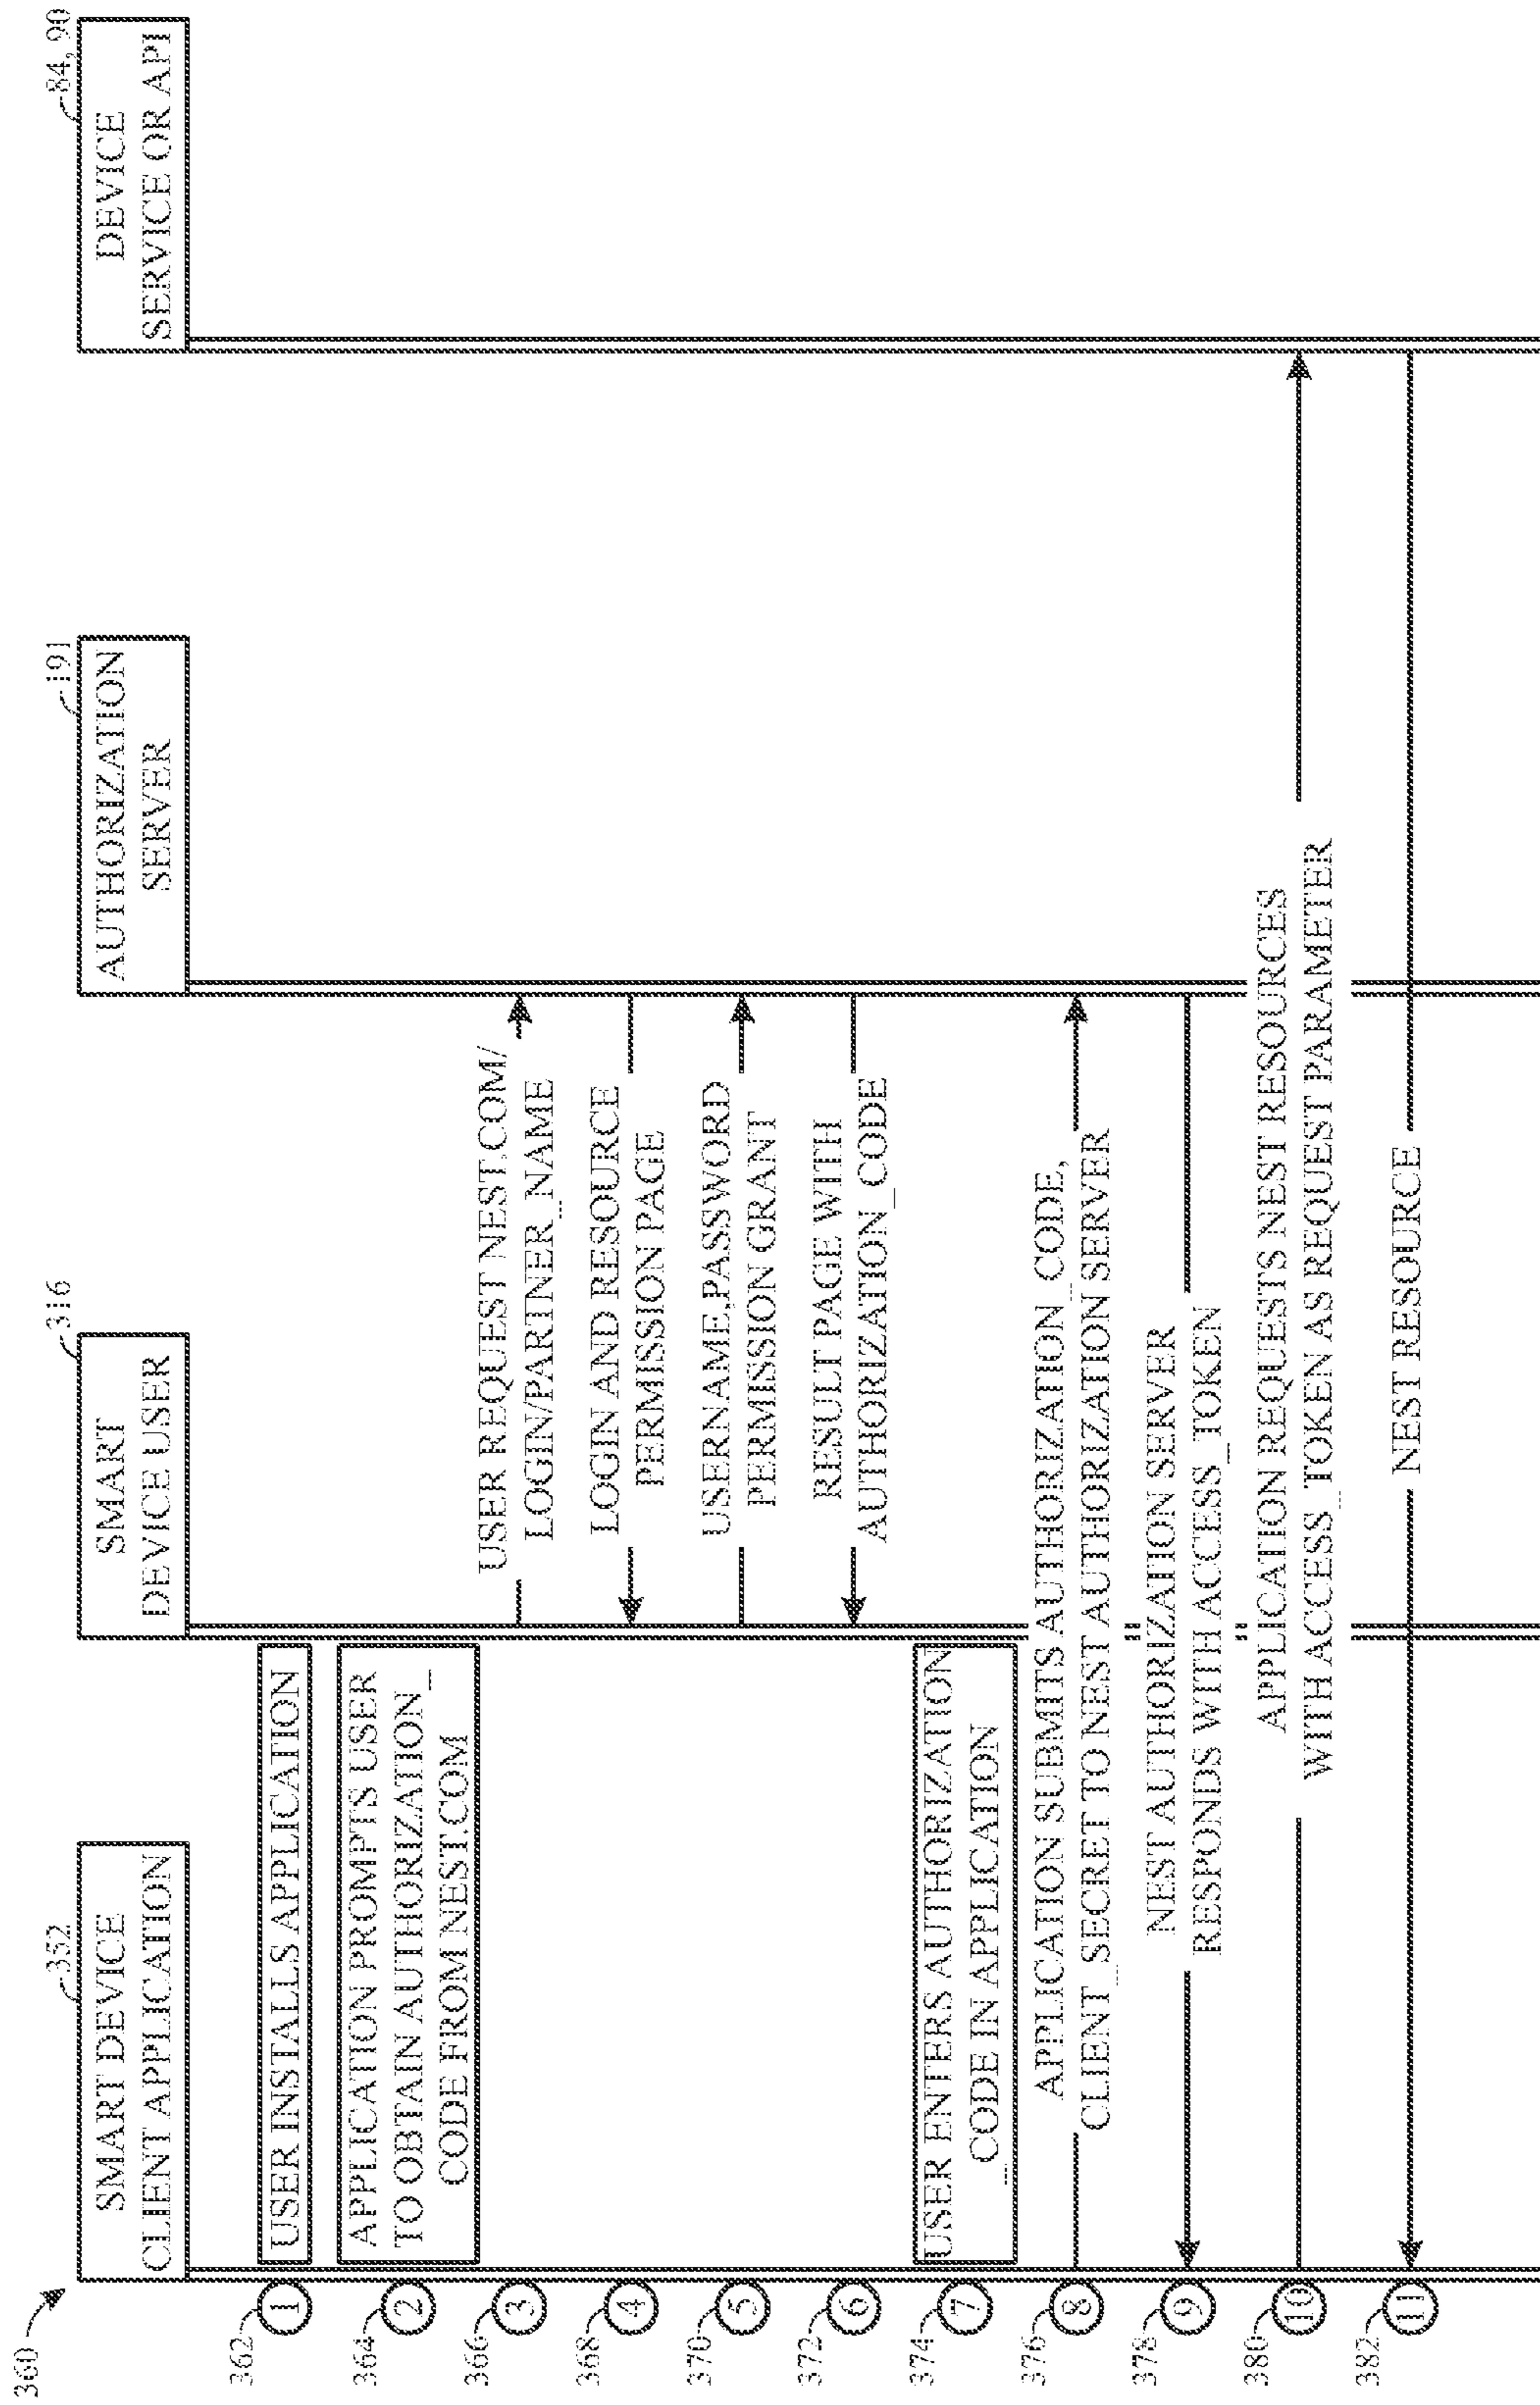 360
SMART DEVICE
CLIENT APPLICATION
352
SMART
DEVICE USER
316
AUTHORIZATION
SERVER
191
DEVICE
SERVICE OR API
84, 90
362
1
USER INSTALLS APPLICATION
364
2
APPLICATION PROMPTS USER
TO OBTAIN AUTHORIZATION_
CODE FROM NEST.COM
366
3
USER REQUEST NEST.COM/
LOGIN/PARTNER_NAME
368
4
LOGIN AND RESOURCE
PERMISSION PAGE
370
5
USERNAME,PASSWORD
PERMISSION GRANT
372
6
RESULT PAGE WITH
AUTHORIZATION_CODE
374
7
USER ENTERS AUTHORIZATION
_CODE IN APPLICATION
376
8
APPLICATION SUBMITS AUTHORIZATION_CODE,
CLIENT_SECRET TO NEST AUTHORIZATION SERVER
378
9
NEST AUTHORIZATION SERVER
RESPONDS WITH ACCESS_TOKEN
380
10
APPLICATION REQUESTS NEST RESOURCES
WITH ACCESS_TOKEN AS REQUEST PARAMETER
382
11
NEST RESOURCE